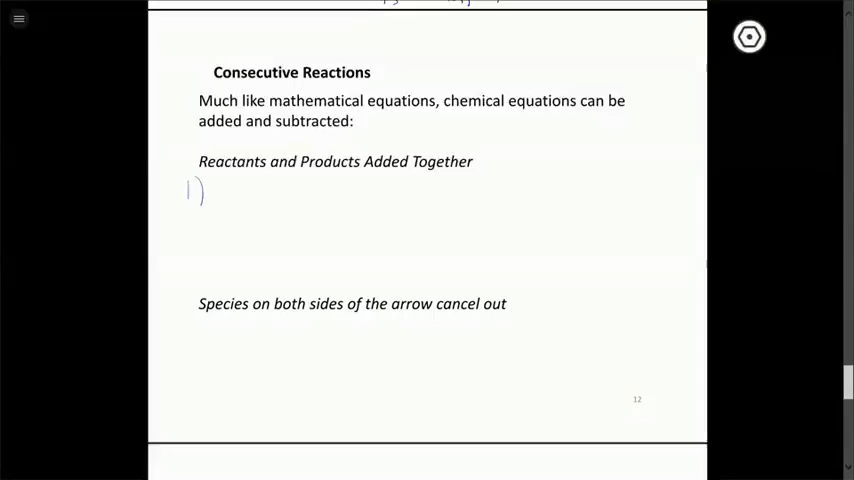 Consecutive Reactions
Much like mathematical equations, chemical equations can be
added and subtracted:
Reactants and Products Added Together
1)
Species on both sides of the arrow cancel out
12